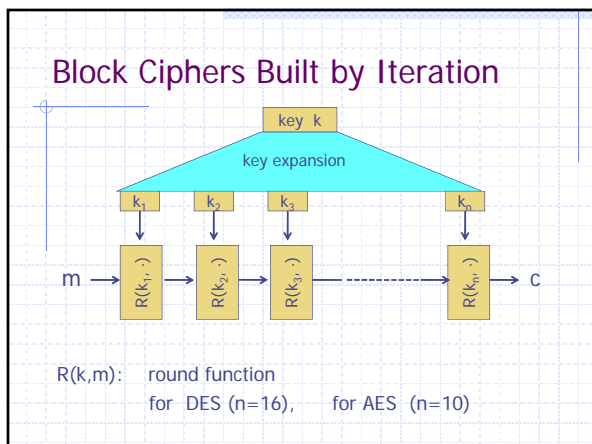 Block Ciphers Built by Iteration
key k
key expansion
k₁ k₂ k₃ kₙ
m R(k₁, ·) R(k₂, ·) R(k₃, ·) R(kₙ, ·) c
R(k,m): round function
for DES (n=16), for AES (n=10)